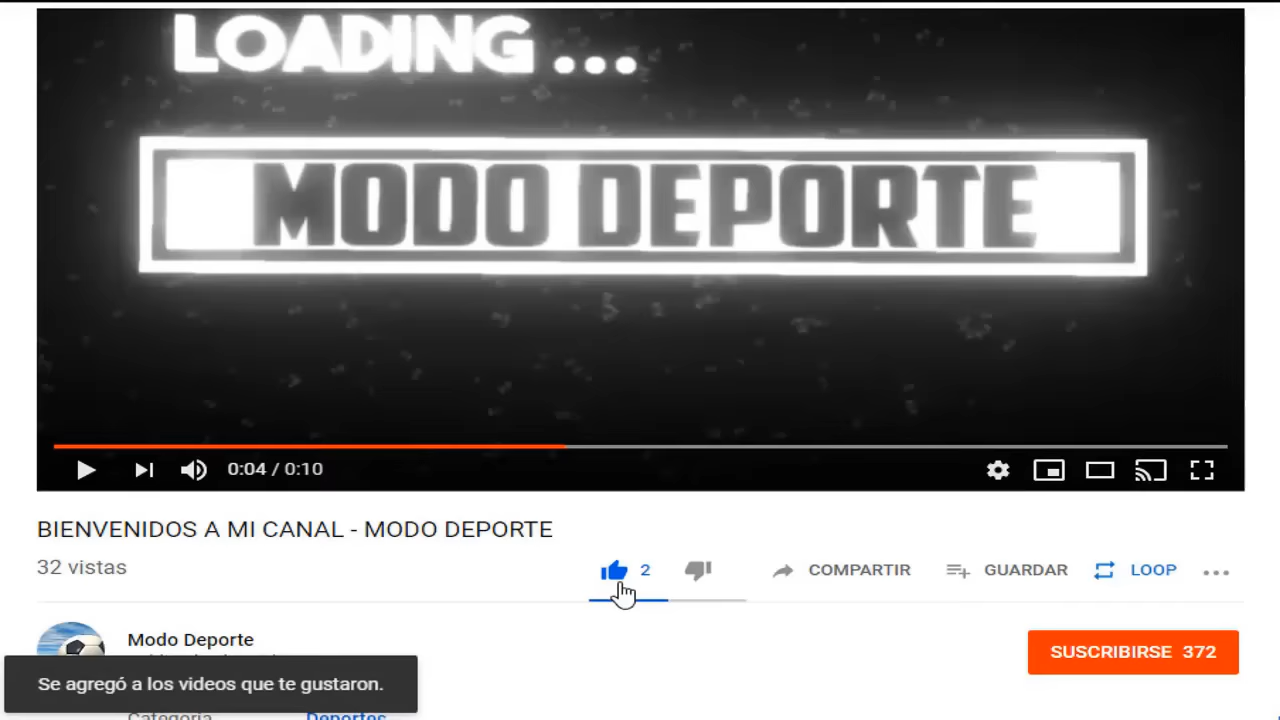 LOADING ...
MODO DEPORTE
0:04 / 0:10
BIENVENIDOS A MI CANAL - MODO DEPORTE
32 vistas
2 COMPARTIR GUARDAR LOOP
Modo Deporte
SUSCRIBIRSE 372
Se agregó a los videos que te gustaron.
Categoría Deportes